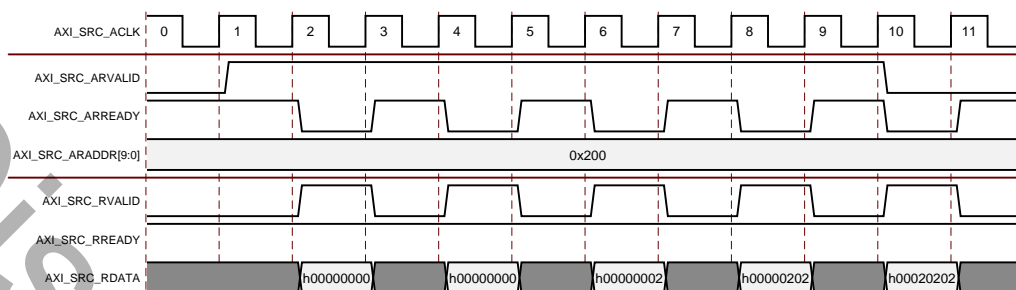 AXI_SRC_ACLK 0 1 2 3 4 5 6 7 8 9 10 11
AXI_SRC_ARVALID
AXI_SRC_ARREADY
AXI_SRC_ARADDR[9:0] 0x200
AXI_SRC_RVALID
AXI_SRC_RREADY
AXI_SRC_RDATA h00000000 h00000000 h00000002 h00000202 h00020202